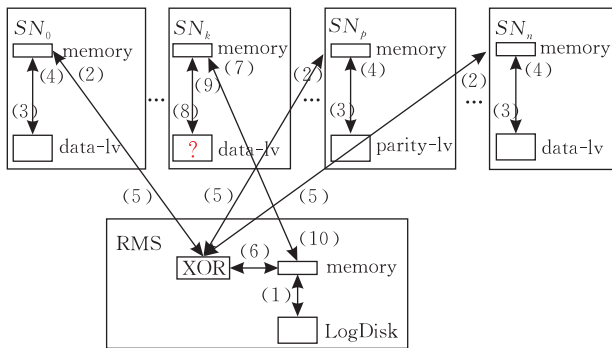 SN₀ SNₖ SNₚ SNₙ
memory memory memory memory
(4) (2) (9) (7) (2) (4) (2) (4)
(3) ... (8) ... (3) ... (3)
data-lv ? data-lv parity-lv data-lv
(5) (5) (5)
RMS (6) (10)
XOR memory
(1)
LogDisk